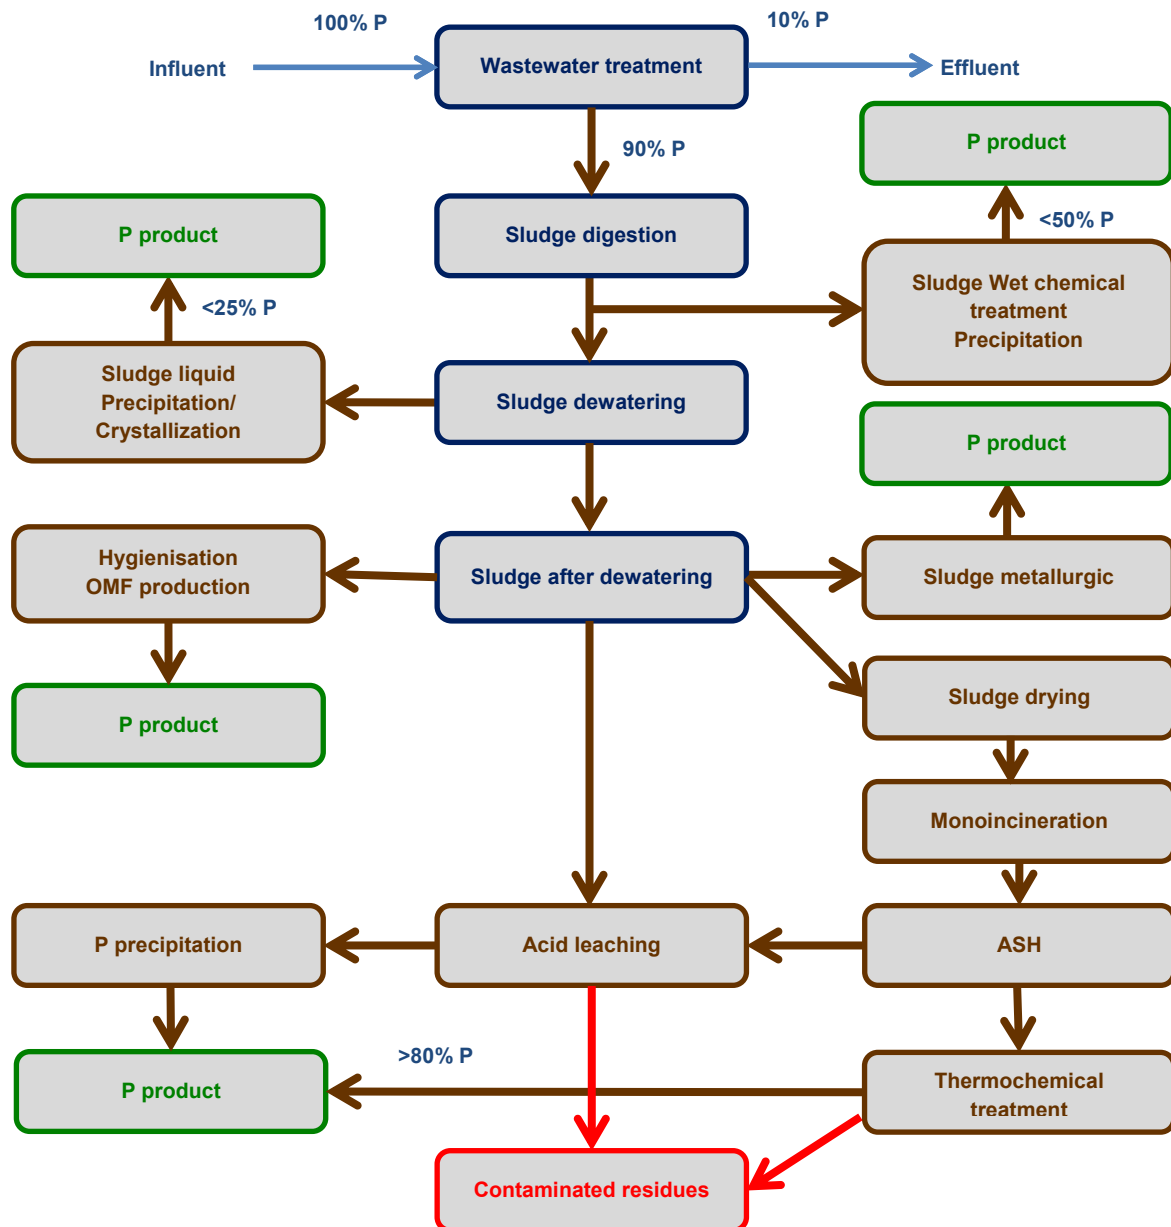 100% P
10% P
Influent
Wastewater treatment
Effluent
90% P
P product
P product
Sludge digestion
<50% P
<25% P
Sludge Wet chemical
treatment
Precipitation
Sludge liquid
Precipitation/
Crystallization
Sludge dewatering
P product
Hygienisation
OMF production
Sludge after dewatering
Sludge metallurgic
P product
Sludge drying
Monoincineration
P precipitation
Acid leaching
ASH
>80% P
P product
Thermochemical
treatment
Contaminated residues